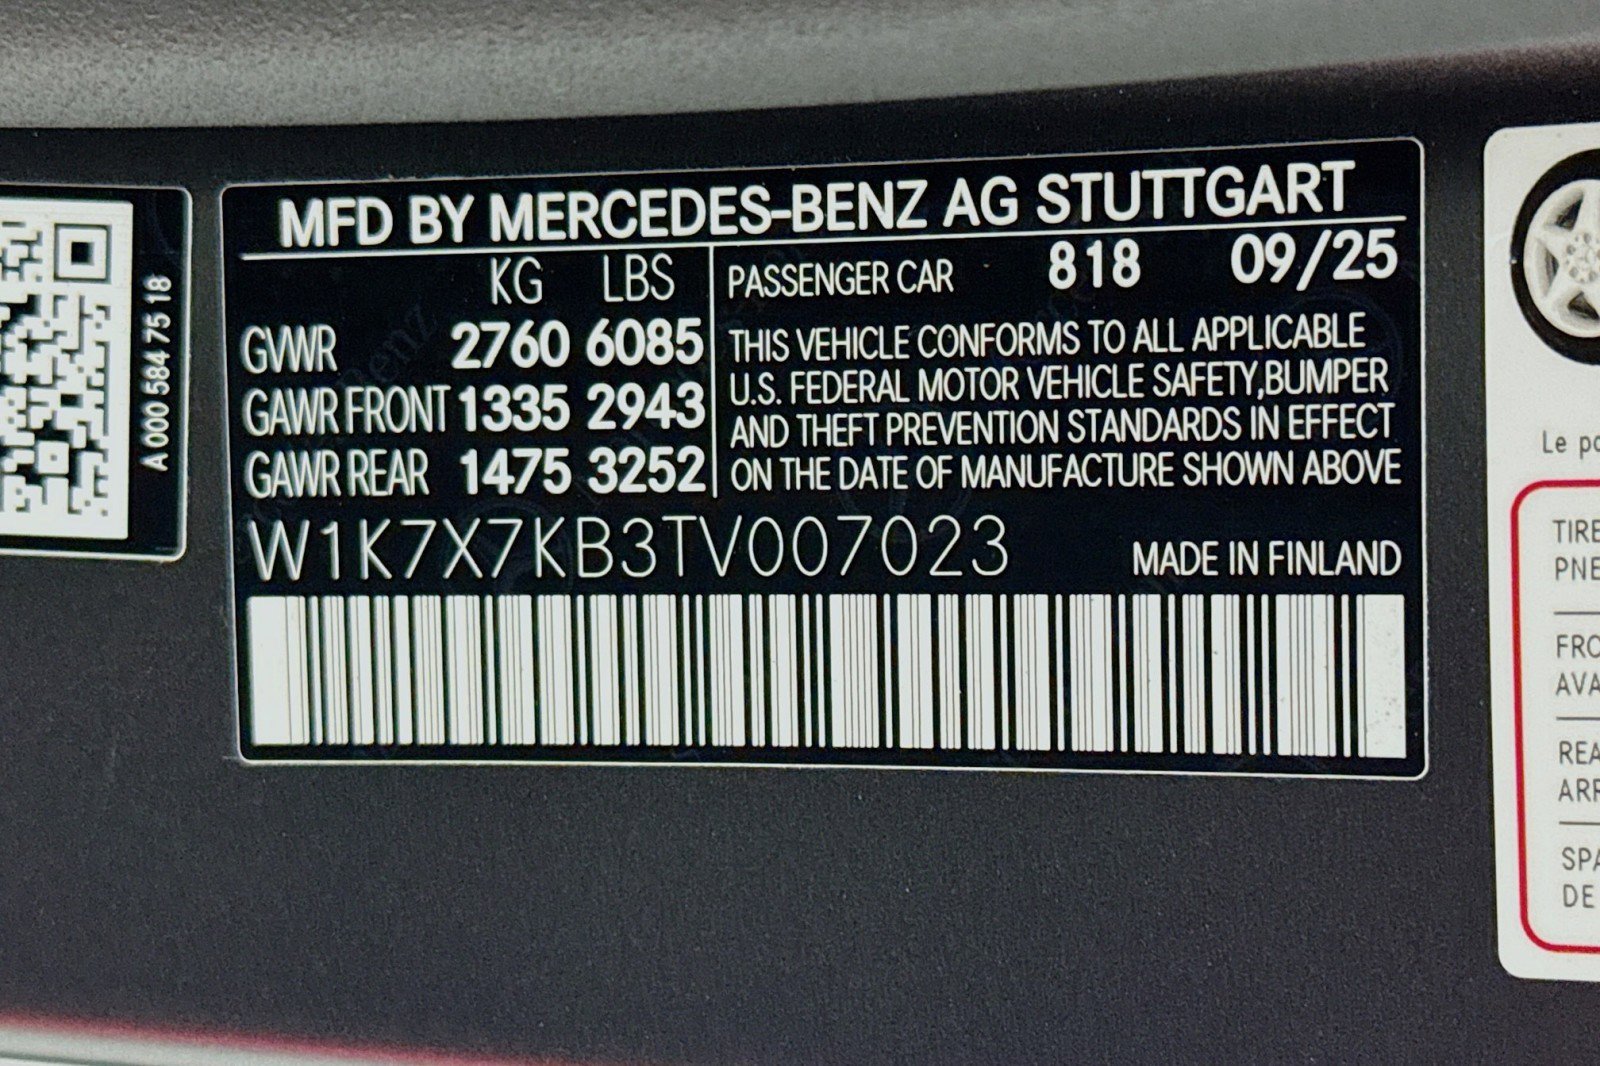 MFD BY MERCEDES-BENZ AG STUTTGART
KG LBS
GVWR 2760 6085
GAWR FRONT 1335 2943
GAWR REAR 1475 3252
PASSENGER CAR 818 09/25
THIS VEHICLE CONFORMS TO ALL APPLICABLE
U.S. FEDERAL MOTOR VEHICLE SAFETY,BUMPER
AND THEFT PREVENTION STANDARDS IN EFFECT
ON THE DATE OF MANUFACTURE SHOWN ABOVE
W1K7X7KB3TV007023 MADE IN FINLAND
A 000 584 75 18
Le po
TIRE
PNE
FRO
AVA
REA
ARR
SPA
DE